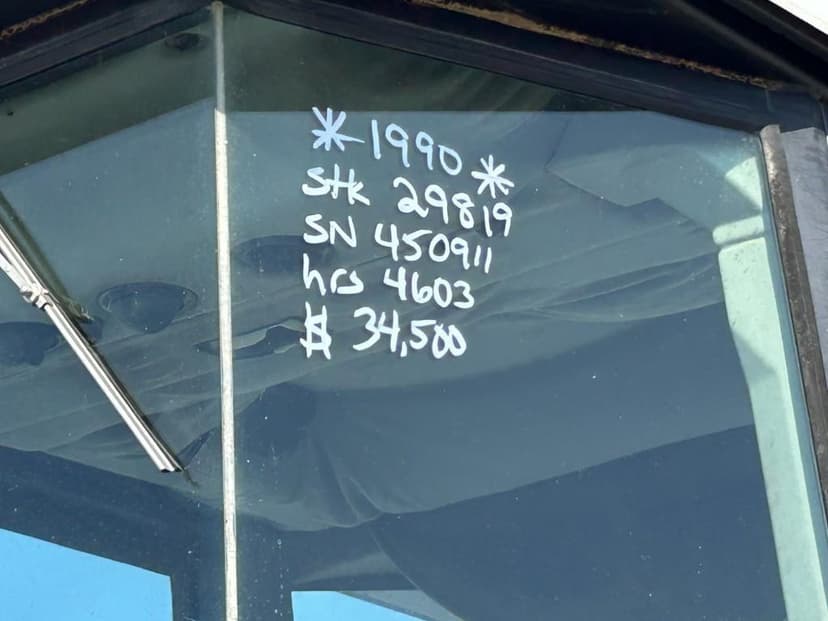 * 1990 *
Stk 29819
SN 450911
hrs 4603
$ 34,500